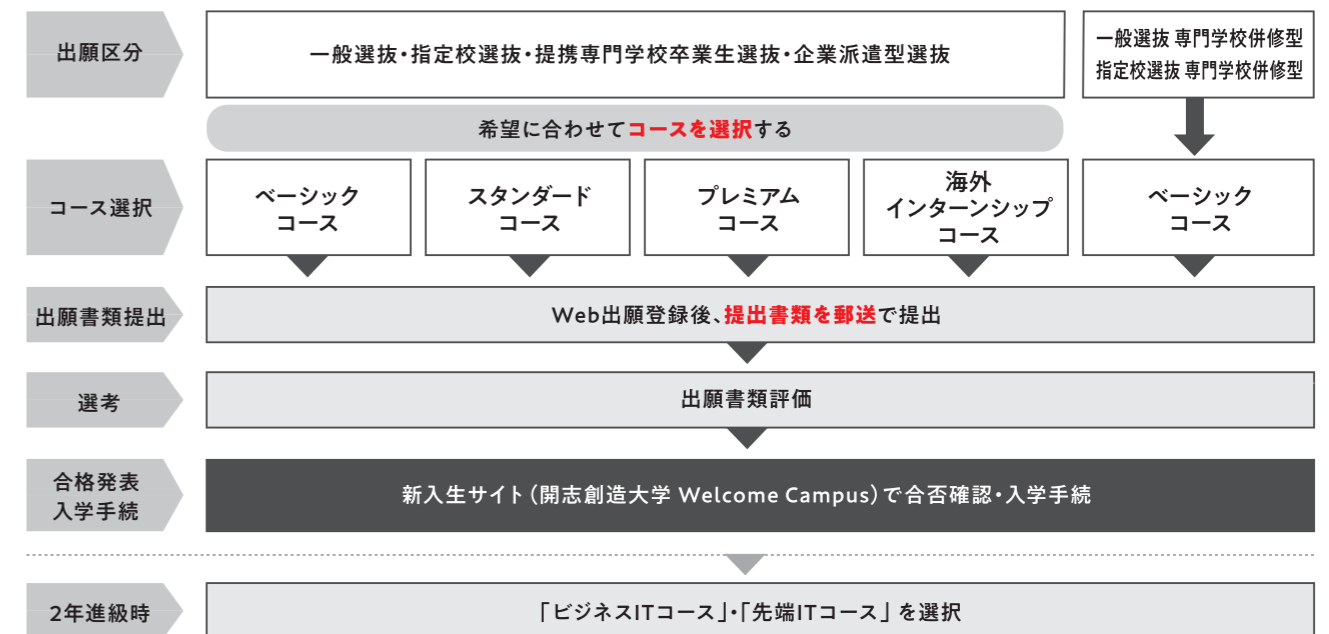 出願区分
一般選抜・指定校選抜・提携専門学校卒業生選抜・企業派遣型選抜
一般選抜 専門学校併修型
指定校選抜 専門学校併修型
希望に合わせてコースを選択する
コース選択
ベーシック
コース
スタンダード
コース
プレミアム
コース
海外
インターンシップ
コース
ベーシック
コース
出願書類提出
Web出願登録後、提出書類を郵送で提出
選考
出願書類評価
合格発表
入学手続
新入生サイト（開志創造大学 Welcome Campus）で合否確認・入学手続
2年進級時
「ビジネスITコース」・「先端ITコース」を選択